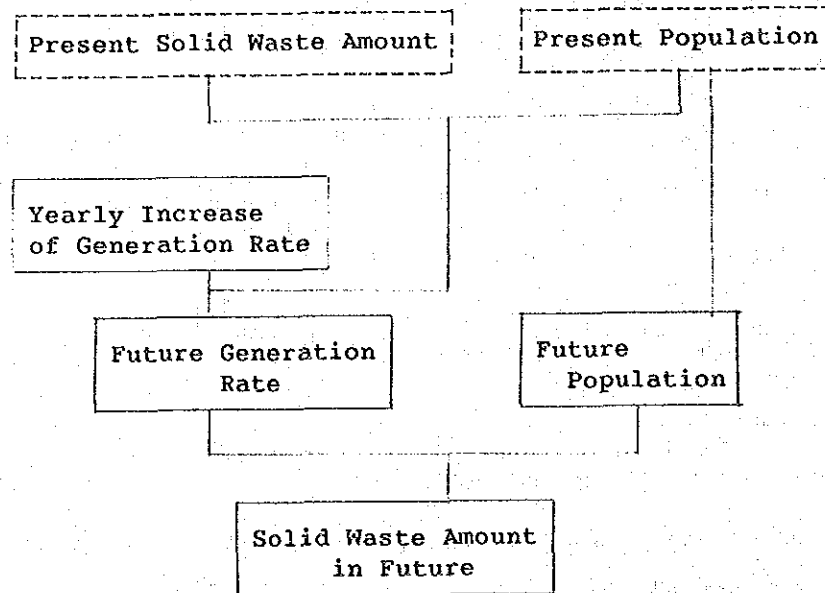 Present Solid Waste Amount
Present Population
Yearly Increase
of Generation Rate
Future Generation
Rate
Future
Population
Solid Waste Amount
in Future